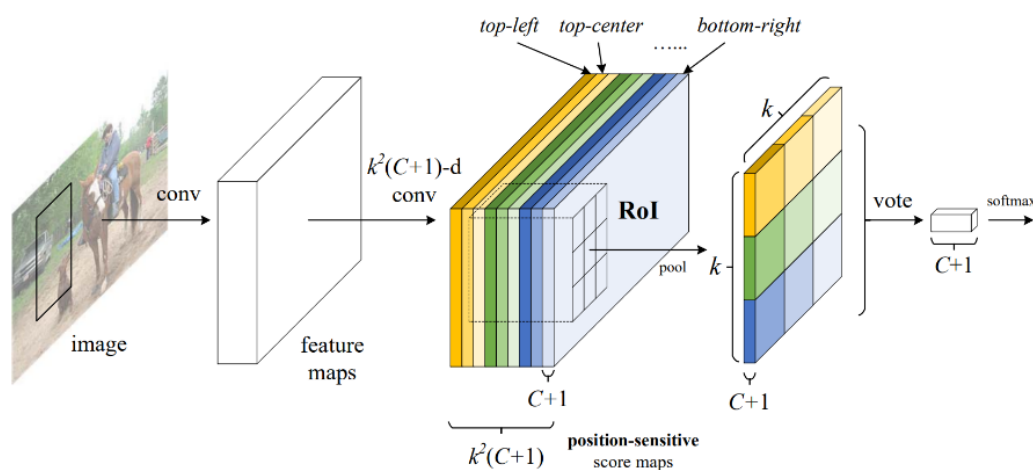 top-left
top-center
......
bottom-right
conv
k²(C+1)-d
conv
RoI
pool
k
k
vote
softmax
C+1
image
feature
maps
C+1
C+1
k²(C+1)
position-sensitive
score maps